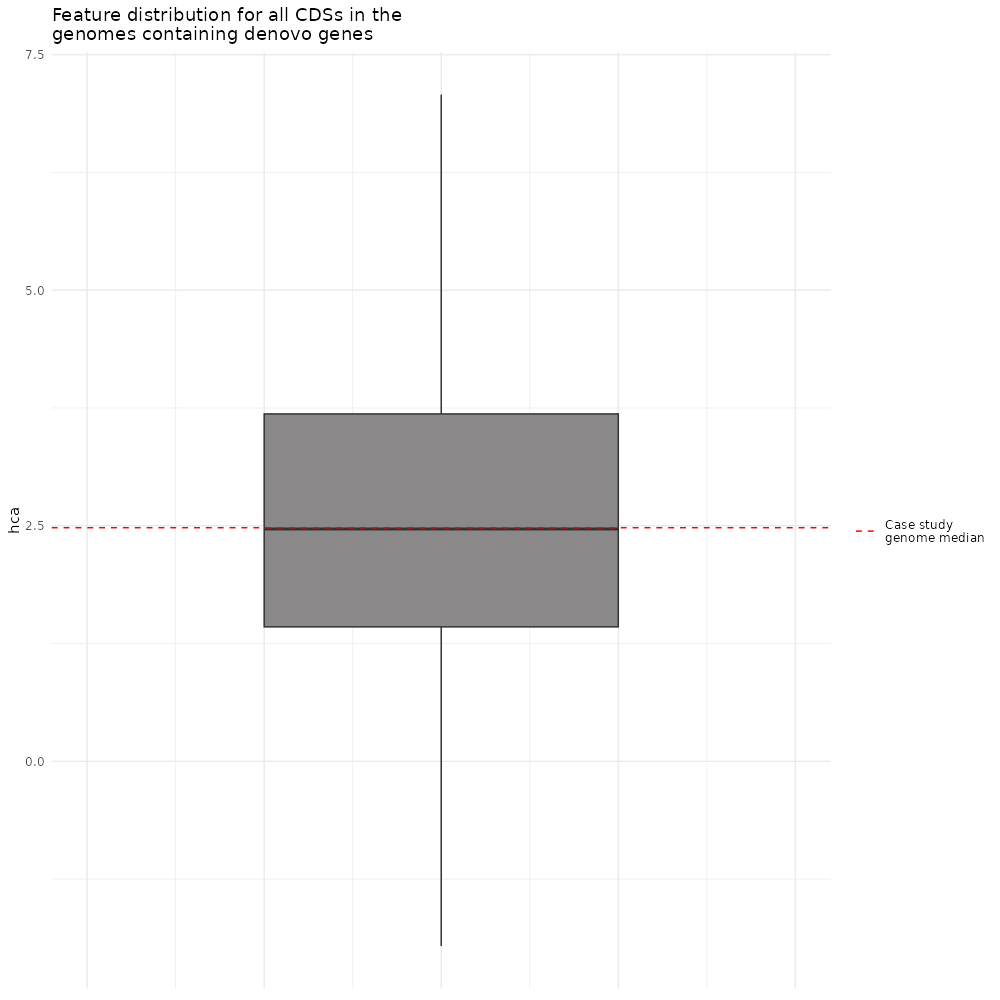 Feature distribution for all CDSs in the
genomes containing denovo genes
7.5
5.0
2.5
0.0
hca
Case study
genome median